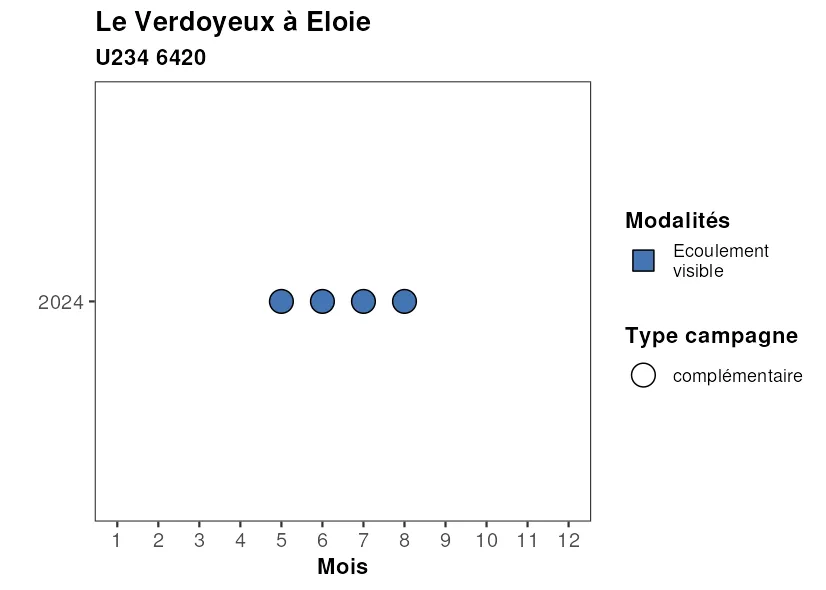 Le Verdoyeux à Eloie
U234 6420
2024
1 2 3 4 5 6 7 8 9 10 11 12
Mois
Modalités
Ecoulement
visible
Type campagne
complémentaire